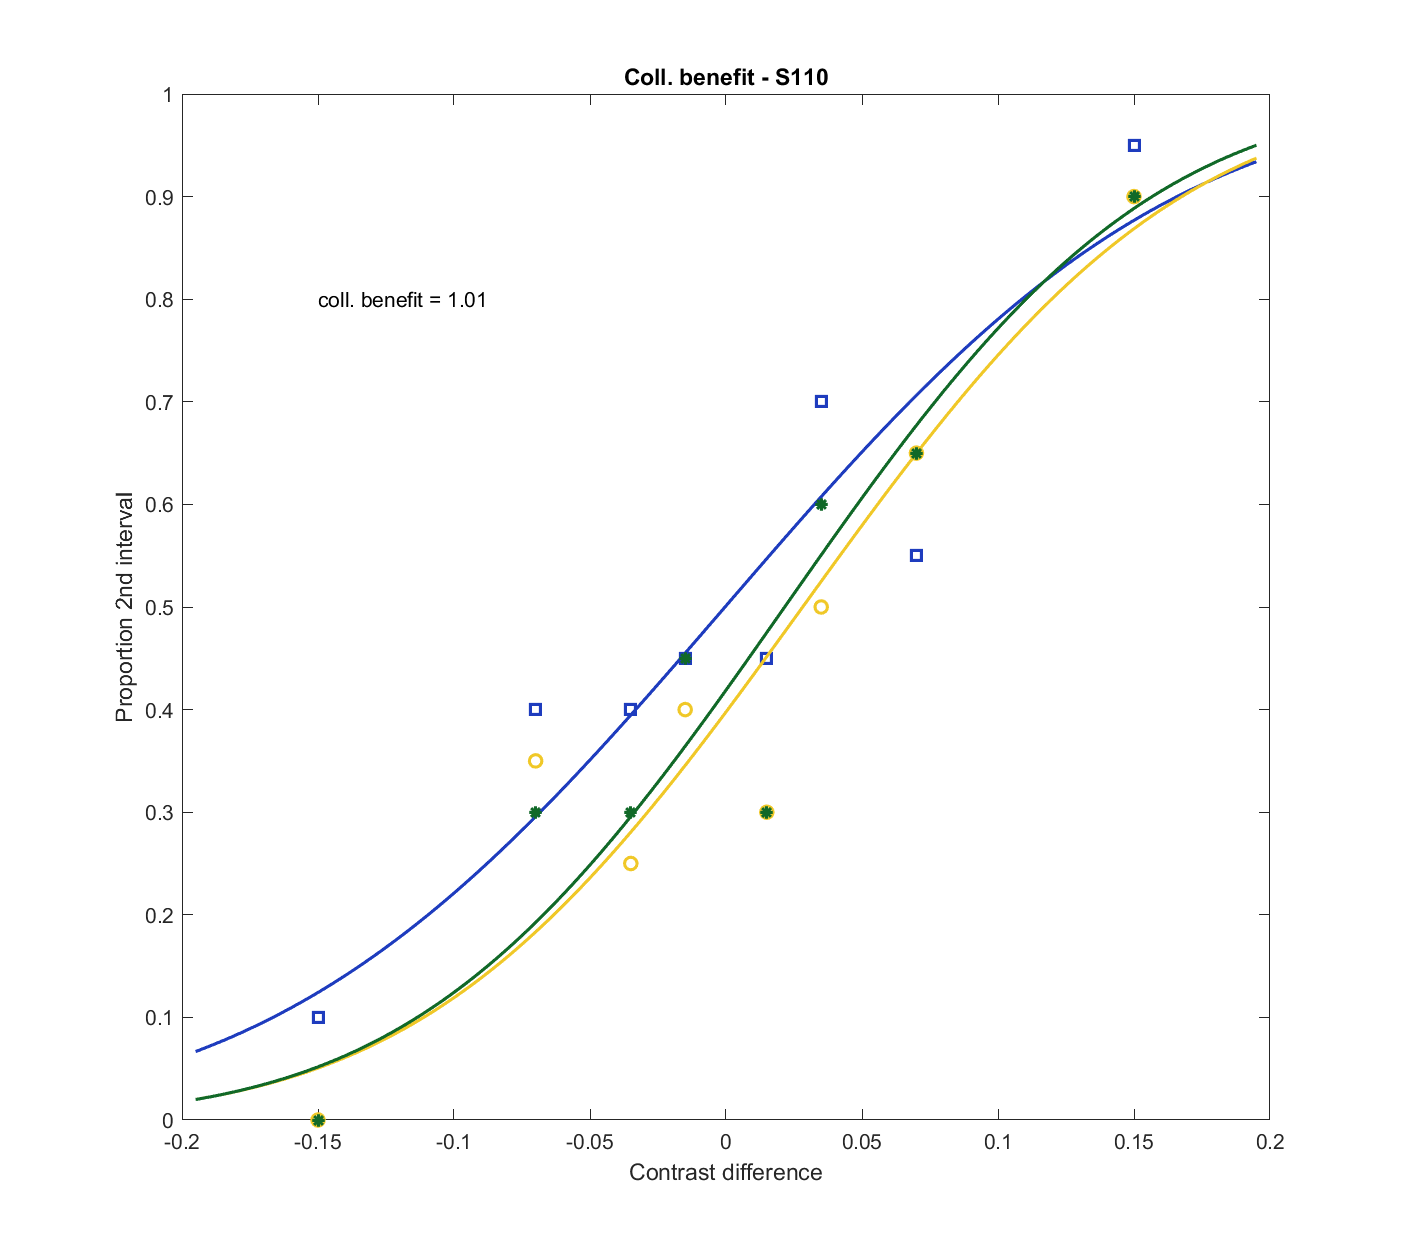 Coll. benefit - S110
1
0.9
0.8
0.7
0.6
0.5
0.4
0.3
0.2
0.1
0
coll. benefit = 1.01
Proportion 2nd interval
-0.2 -0.15 -0.1 -0.05 0 0.05 0.1 0.15 0.2
Contrast difference